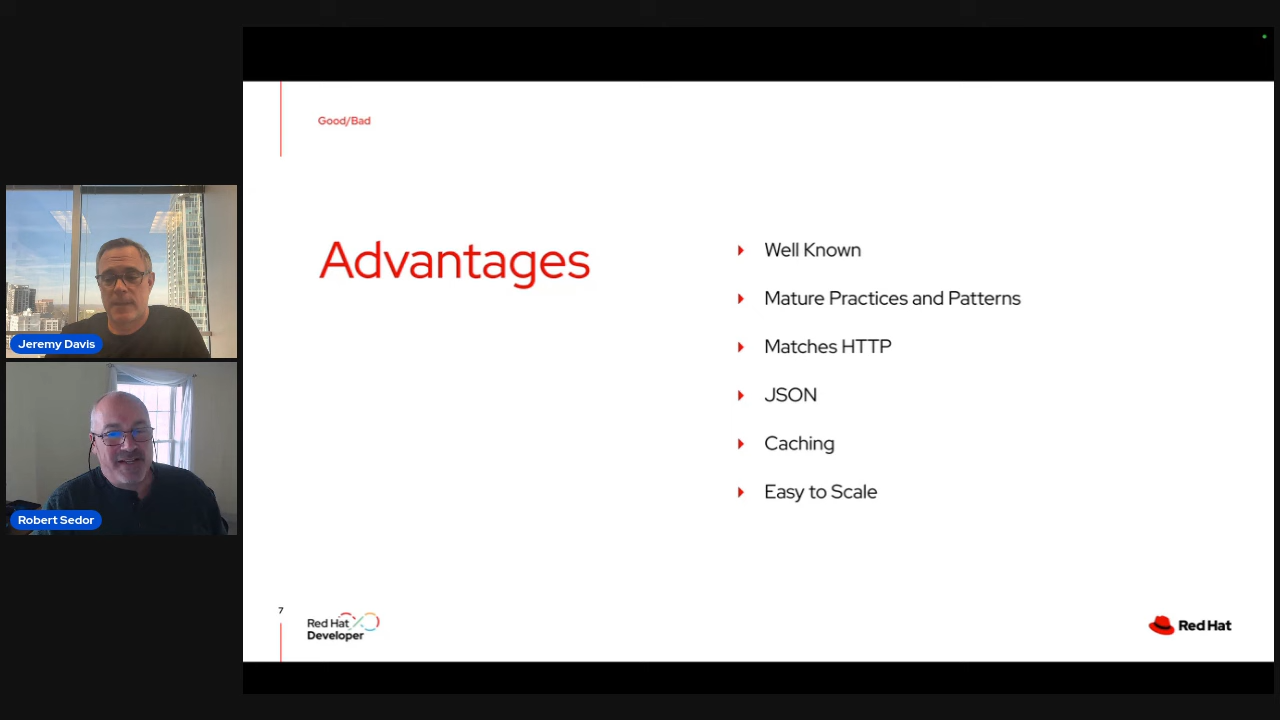 Good/Bad
Advantages
Well Known
Mature Practices and Patterns
Matches HTTP
JSON
Caching
Easy to Scale
Jeremy Davis
Robert Sedor
7
Red Hat
Developer
Red Hat